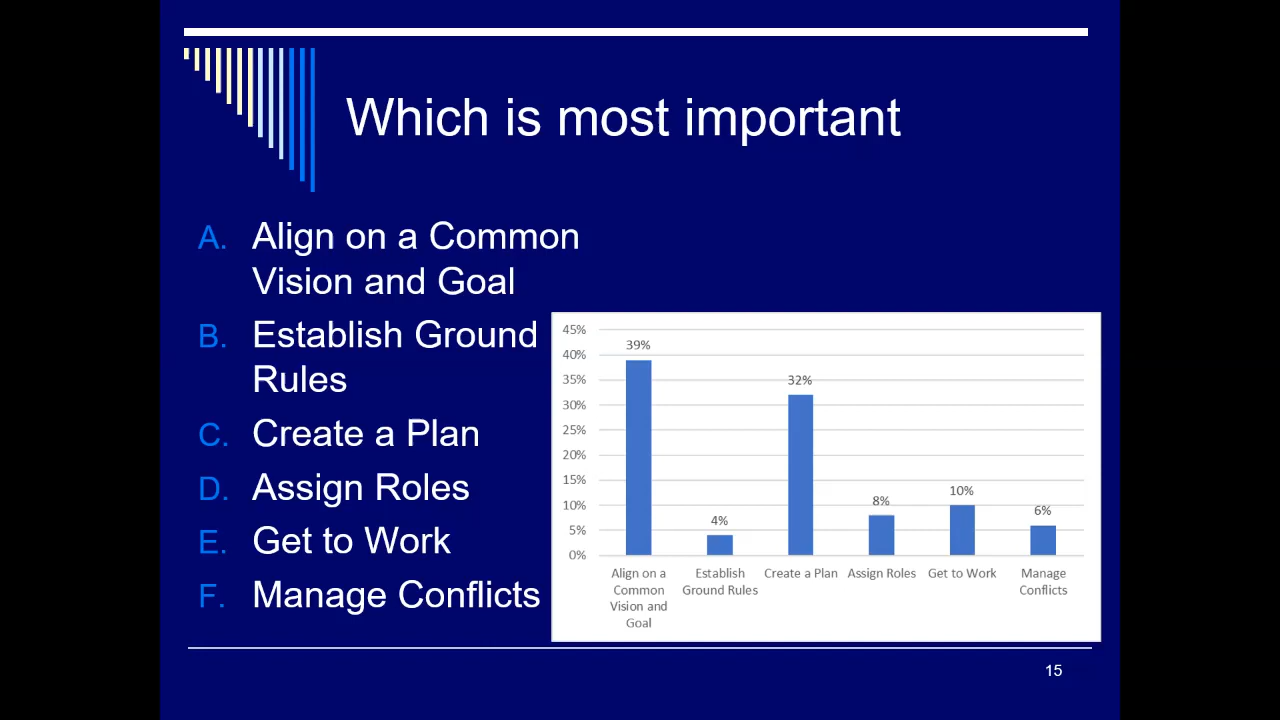 Which is most important
A. Align on a Common
Vision and Goal
B. Establish Ground
Rules
C. Create a Plan
D. Assign Roles
E. Get to Work
F. Manage Conflicts
45%
40%
35%
30%
25%
20%
15%
10%
5%
0%
39%
4%
32%
8%
10%
6%
Align on a
Common
Vision and
Goal
Establish
Ground Rules
Create a Plan
Assign Roles
Get to Work
Manage
Conflicts
15